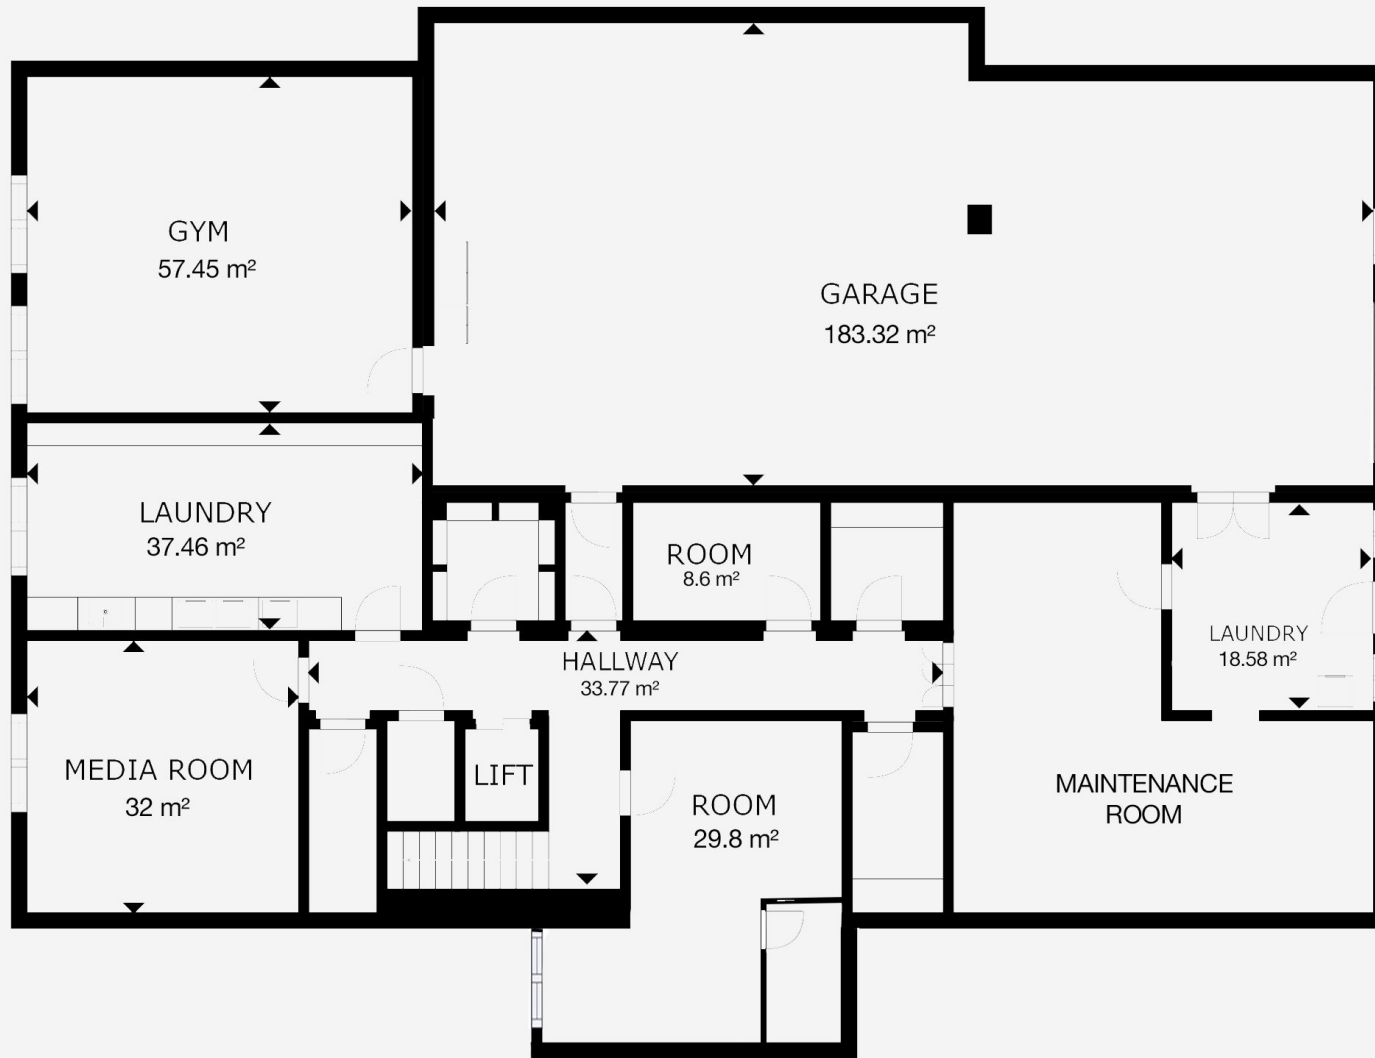 GYM
57.45 m²
GARAGE
183.32 m²
LAUNDRY
37.46 m²
ROOM
8.6 m²
LAUNDRY
18.58 m²
HALLWAY
33.77 m²
MEDIA ROOM
32 m²
LIFT
ROOM
29.8 m²
MAINTENANCE
ROOM